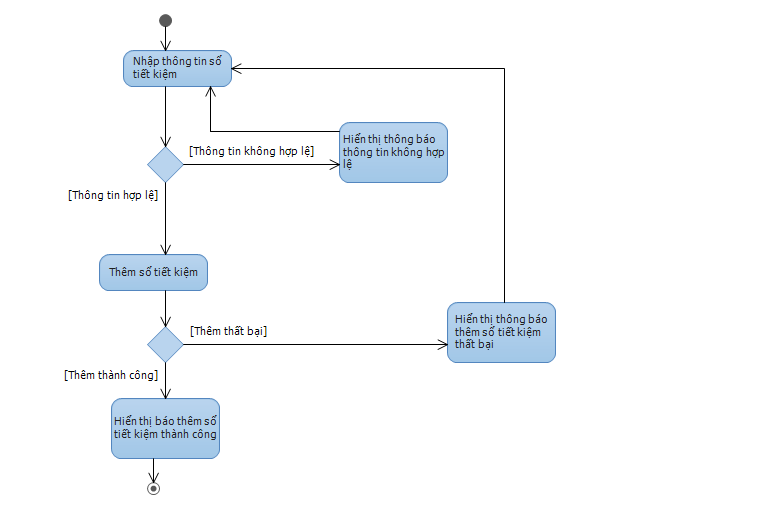 Nhập thông tin sổ
tiết kiệm
Hiển thị thông báo
thông tin không hợp
lệ
[Thông tin không hợp lệ]
[Thông tin hợp lệ]
Thêm sổ tiết kiệm
[Thêm thất bại]
Hiển thị thông báo
thêm sổ tiết kiệm
thất bại
[Thêm thành công]
Hiển thị báo thêm sổ
tiết kiệm thành công